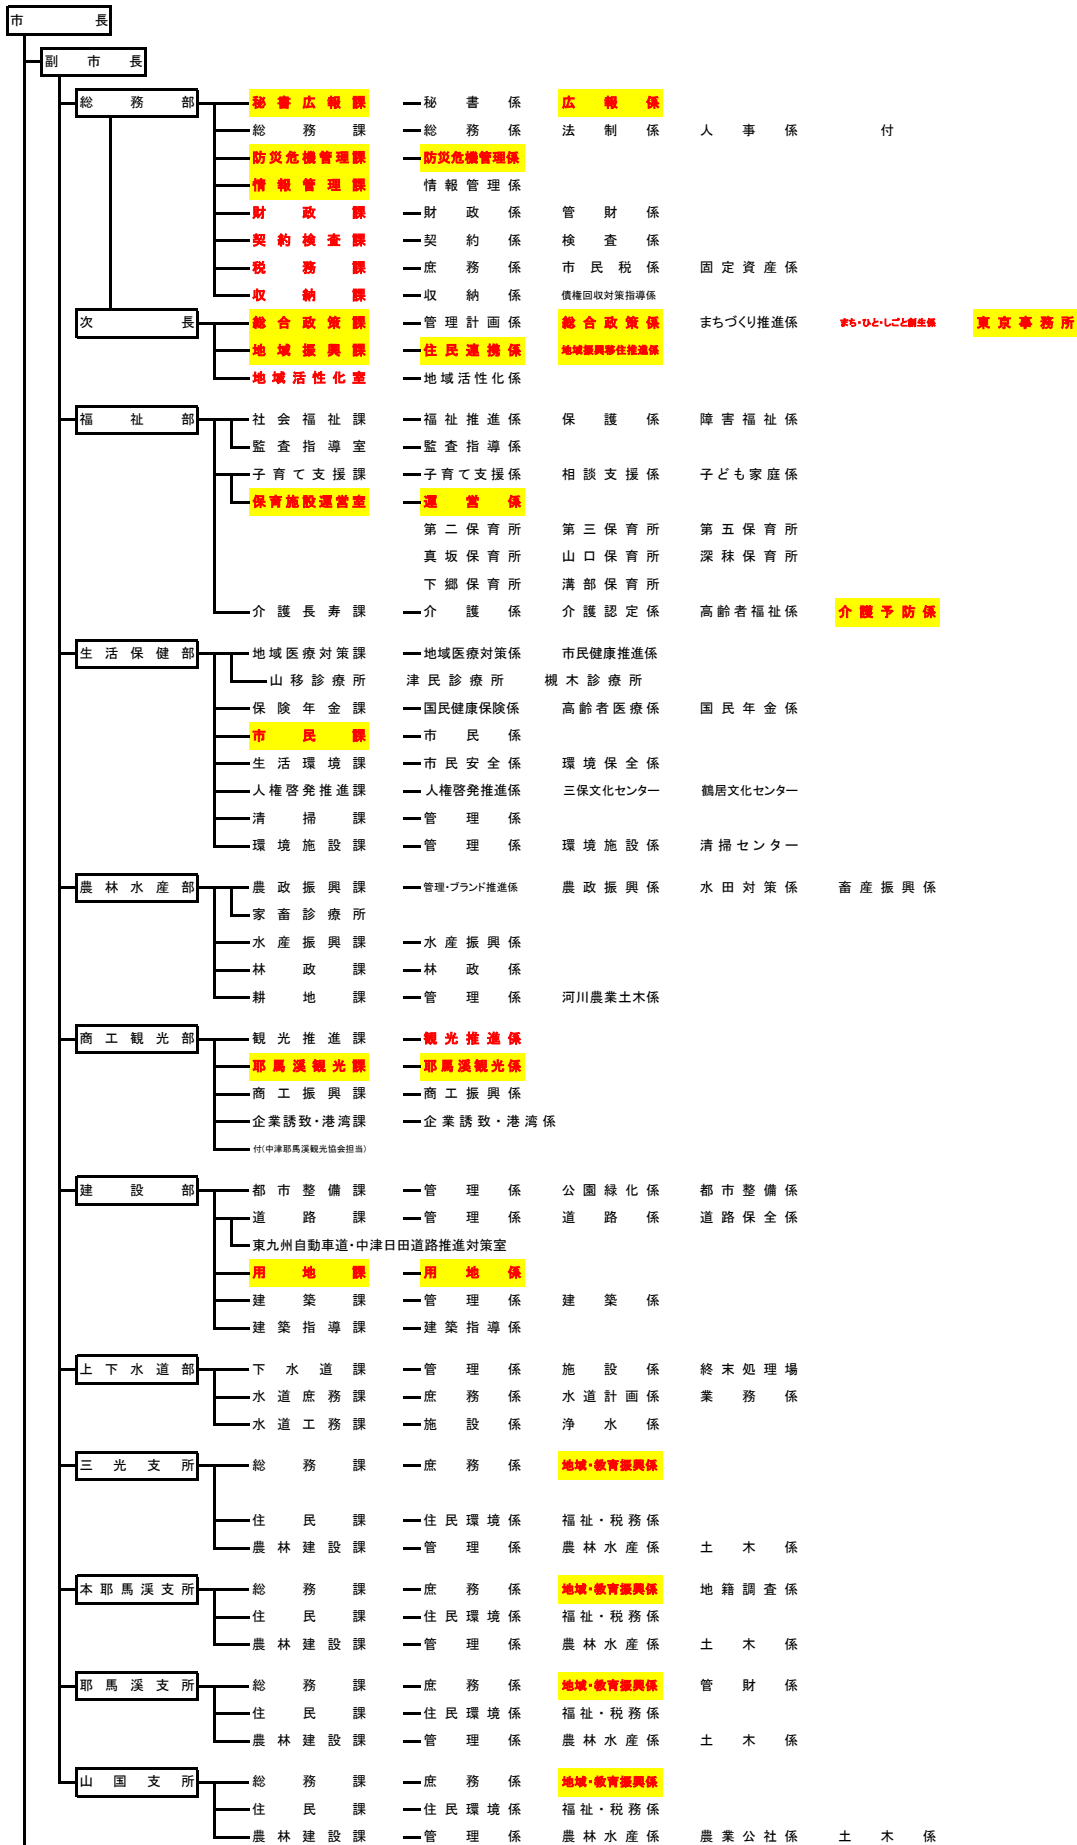 市長
副市長
総務部 秘書広報課 秘書係 広報係
総務課 総務係 法制係 人事係 付
防災危機管理課 防災危機管理係
情報管理課 情報管理係
財政課 財政係 管財係
契約検査課 契約係 検査係
税務課 庶務係 市民税係 固定資産係
収納課 収納係 債権回収対策指導係
次長 総合政策課 管理計画係 総合政策係 まちづくり推進係 まち・ひと・しごと創生係 東京事務所
地域振興課 住民連携係 地域振興移住推進係
地域活性化室 地域活性化係
福祉部 社会福祉課 福祉推進係 保護係 障害福祉係
監査指導室 監査指導係
子育て支援課 子育て支援係 相談支援係 子ども家庭係
保育施設運営室 運営係
第二保育所 第三保育所 第五保育所
真坂保育所 山口保育所 深秣保育所
下郷保育所 溝部保育所
介護長寿課 介護係 介護認定係 高齢者福祉係 介護予防係
生活保健部 地域医療対策課 地域医療対策係 市民健康推進係
山移診療所 津民診療所 槻木診療所
保険年金課 国民健康保険係 高齢者医療係 国民年金係
市民課 市民係
生活環境課 市民安全係 環境保全係
人権啓発推進課 人権啓発推進係 三保文化センター 鶴居文化センター
清掃課 管理係
環境施設課 管理係 環境施設係 清掃センター
農林水産部 農政振興課 管理・ブランド推進係 農政振興係 水田対策係 畜産振興係
家畜診療所
水産振興課 水産振興係
林政課 林政係
耕地課 管理係 河川農業土木係
商工観光部 観光推進課 観光推進係
耶馬溪観光課 耶馬溪観光係
商工振興課 商工振興係
企業誘致・港湾課 企業誘致・港湾係
付(中津耶馬渓観光協会担当)
建設部 都市整備課 管理係 公園緑化係 都市整備係
道路課 管理係 道路係 道路保全係
東九州自動車道・中津日田道路推進対策室
用地課 用地係
建築課 管理係 建築係
建築指導課 建築指導係
上下水道部 下水道課 管理係 施設係 終末処理場
水道庶務課 庶務係 水道計画係 業務係
水道工務課 施設係 浄水係
三光支所 総務課 庶務係 地域・教育振興係
住民課 住民環境係 福祉・税務係
農林建設課 管理係 農林水産係 土木係
本耶馬渓支所 総務課 庶務係 地域・教育振興係 地籍調査係
住民課 住民環境係 福祉・税務係
農林建設課 管理係 農林水産係 土木係
耶馬溪支所 総務課 庶務係 地域・教育振興係 管財係
住民課 住民環境係 福祉・税務係
農林建設課 管理係 農林水産係 土木係
山国支所 総務課 庶務係 地域・教育振興係
住民課 住民環境係 福祉・税務係
農林建設課 管理係 農林水産係 農業公社係 土木係